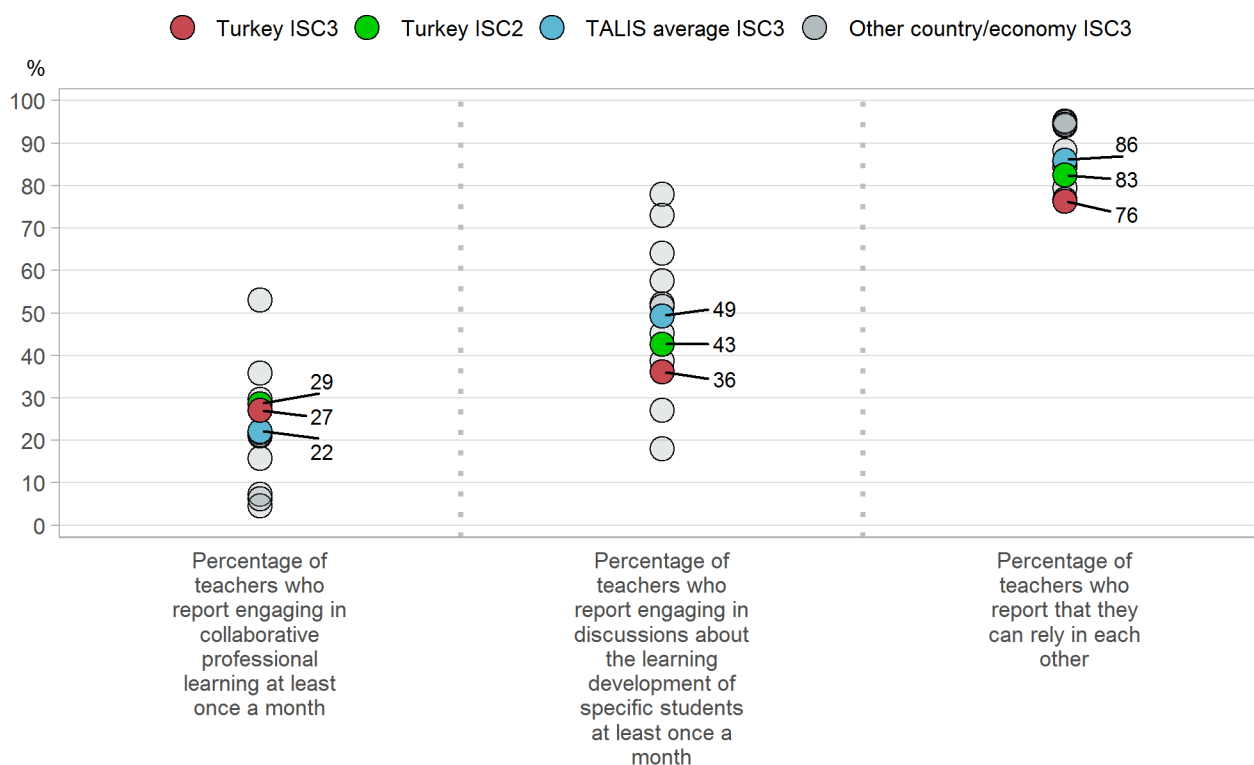 Turkey ISC3 Turkey ISC2 TALIS average ISC3 Other country/economy ISC3
%
100
90
80
70
60
50
40
30
20
10
0
29
27
22
49
43
36
86
83
76
Percentage of
teachers who
report engaging in
collaborative
professional
learning at least
once a month
Percentage of
teachers who
report engaging in
discussions about
the learning
development of
specific students
at least once a
month
Percentage of
teachers who
report that they
can rely in each
other